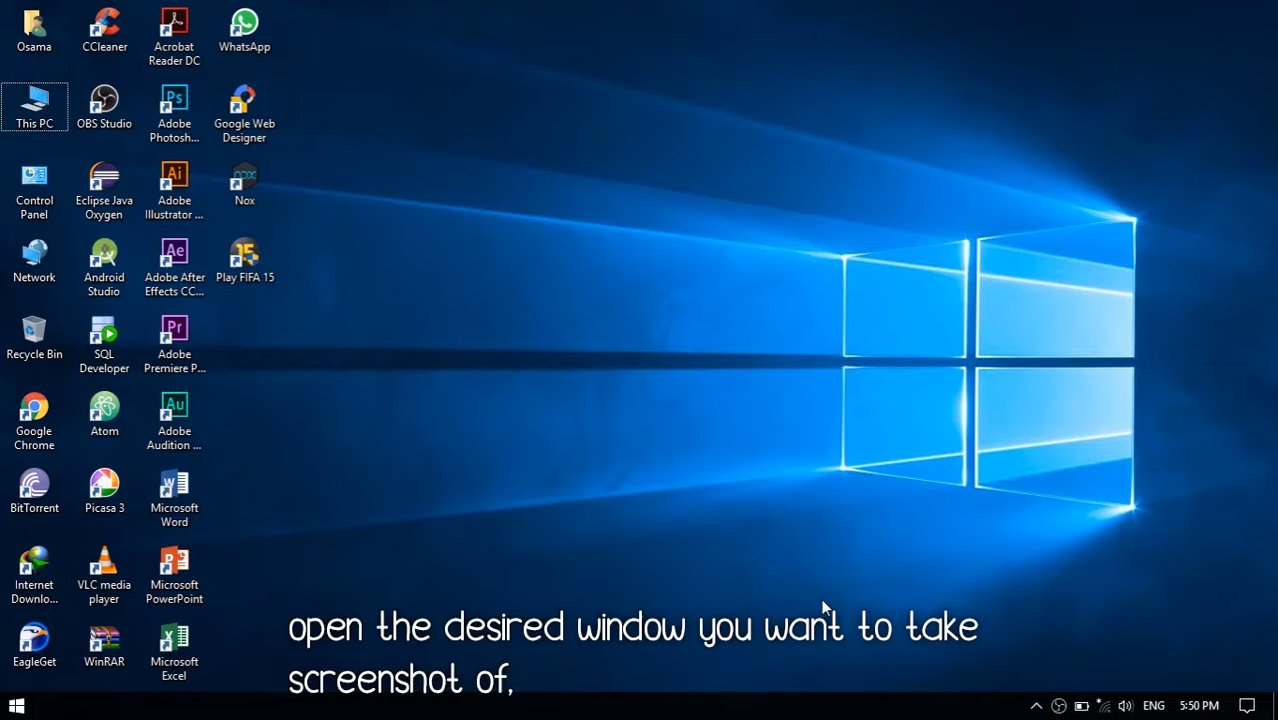 Osama
CCleaner
Acrobat
Reader DC
WhatsApp
This PC
OBS Studio
Adobe
Photosh...
Google Web
Designer
Control
Panel
Eclipse Java
Oxygen
Adobe
Illustrator ...
Nox
Network
Android
Studio
Adobe After
Effects CC...
Play FIFA 15
Recycle Bin
SQL
Developer
Adobe
Premiere P...
Google
Chrome
Atom
Adobe
Audition ...
BitTorrent
Picasa 3
Microsoft
Word
Internet
Downlo...
VLC media
player
Microsoft
PowerPoint
EagleGet
WinRAR
Microsoft
Excel
open the desired window you want to take
screenshot of,
ENG
5:50 PM